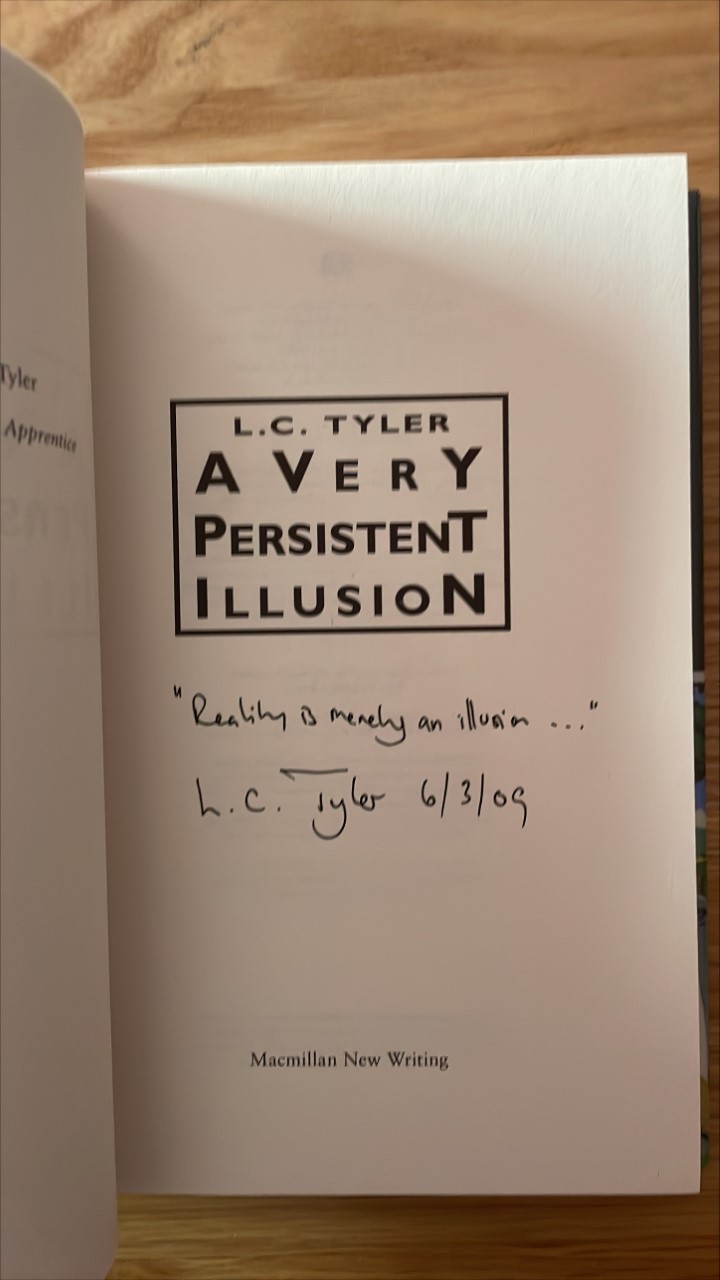 Tyler
Apprentice
L.C. TYLER
A VERY
PERSISTENT
ILLUSION
"Reality is merely an illusion ..."
L.C. Tyler 6/3/09
Macmillan New Writing